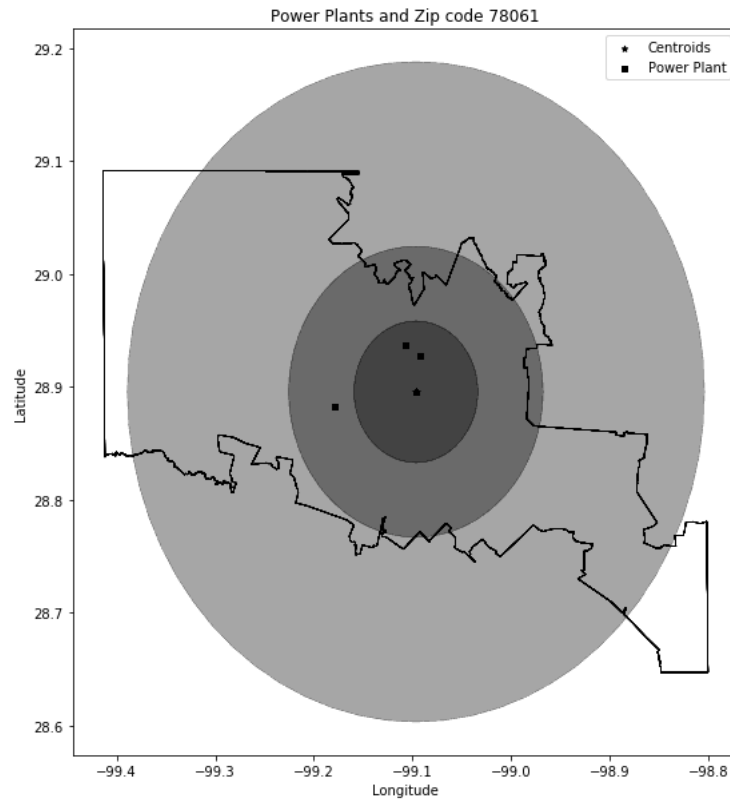 Power Plants and Zip code 78061
Centroids
Power Plant
29.2
29.1
29.0
28.9
28.8
28.7
28.6
Latitude
−99.4 −99.3 −99.2 −99.1 −99.0 −98.9 −98.8
Longitude